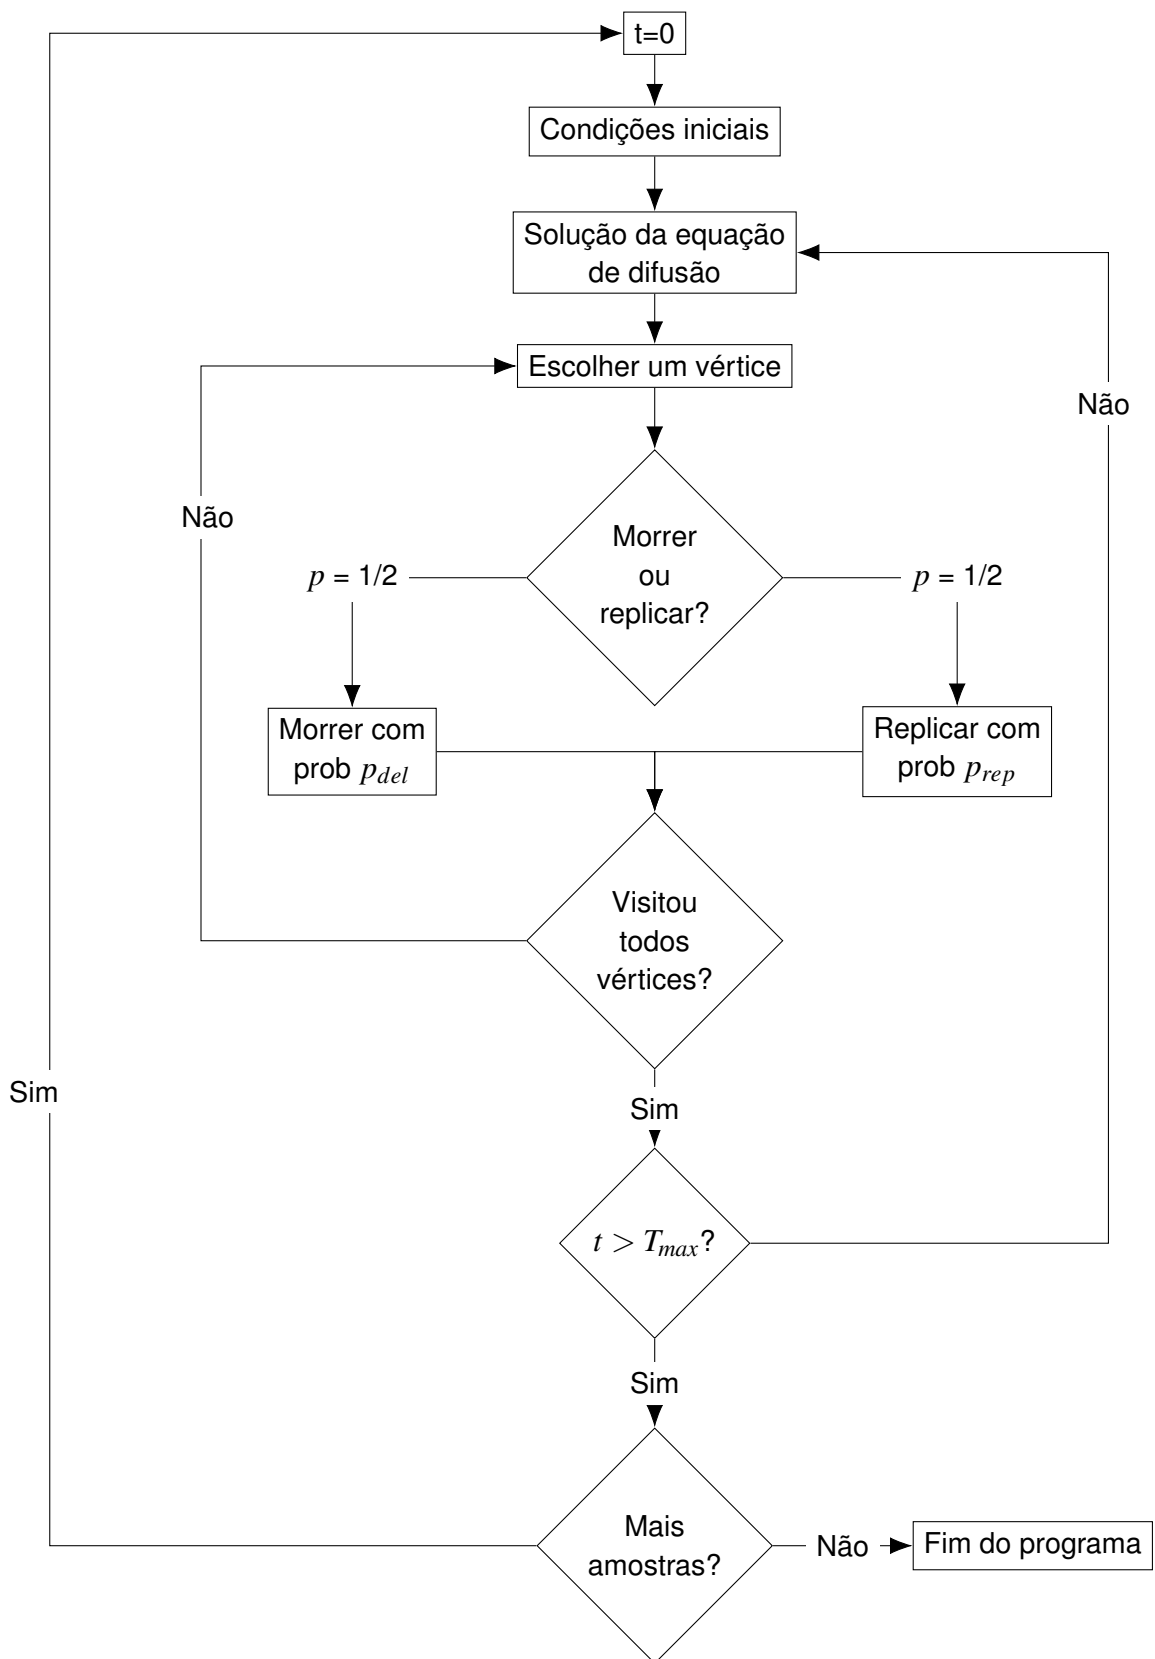 t=0
Condições iniciais
Solução da equação
de difusão
Escolher um vértice
Não
Não
Morrer
ou
replicar?
p = 1/2
p = 1/2
Morrer com
prob p_del
Replicar com
prob p_rep
Visitou
todos
vértices?
Sim
Sim
t > T_max?
Sim
Mais
amostras?
Não
Fim do programa